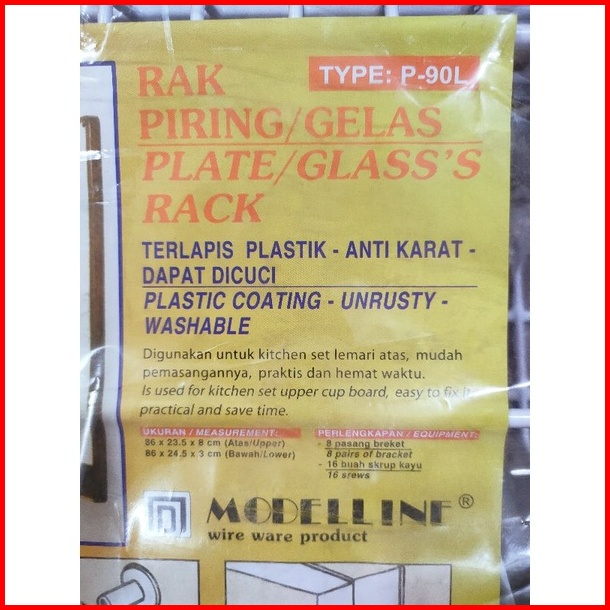 RAK
TYPE: P-90L
PIRING/GELAS
PLATE/GLASS'S
RACK
TERLAPIS PLASTIK - ANTI KARAT -
DAPAT DICUCI
PLASTIC COATING - UNRUSTY -
WASHABLE
Digunakan untuk kitchen set lemari atas, mudah
pemasangannya, praktis dan hemat waktu.
Is used for kitchen set upper cup board, easy to fix it,
practical and save time.
UKURAN / MEASUREMENT:
86 x 23.5 x 8 cm (Atas/Upper)
86 x 24.5 x 3 cm (Bawah/Lower)
PERLENGKAPAN / EQUIPMENT:
- 8 pasang breket
8 pairs of bracket
- 16 buah skrup kayu
16 srews
MODELLINE®
wire ware product